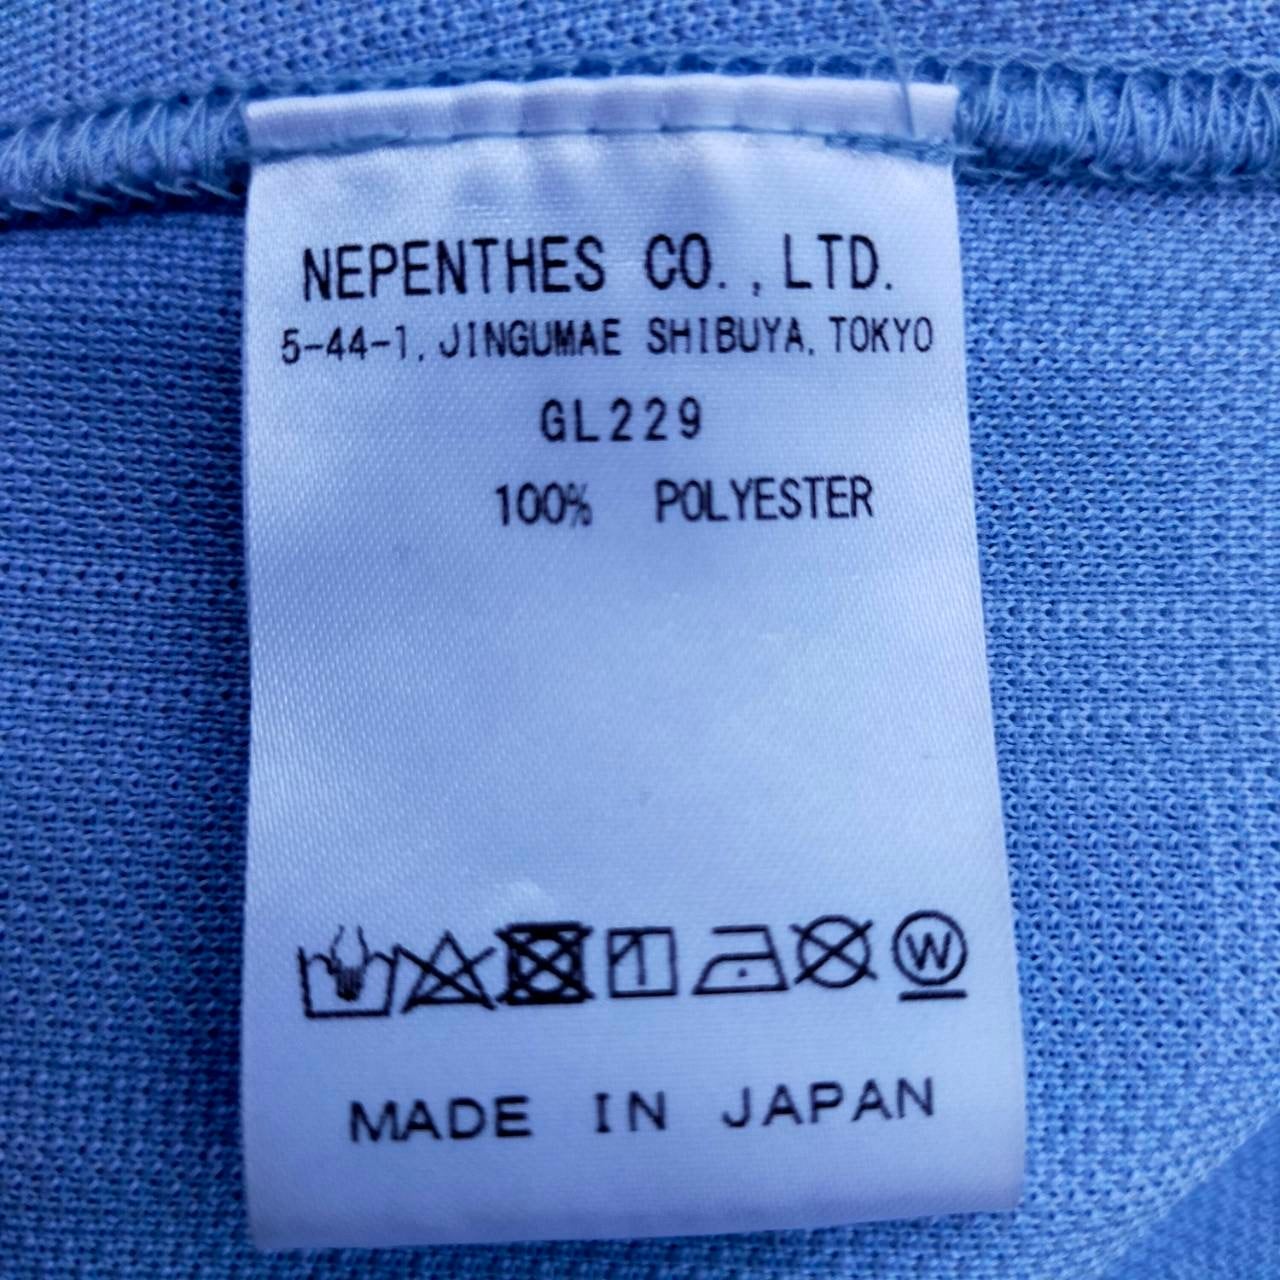 NEPENTHES CO.,LTD.
5-44-1, JINGUMAE SHIBUYA, TOKYO
GL229
100% POLYESTER
W
MADE IN JAPAN